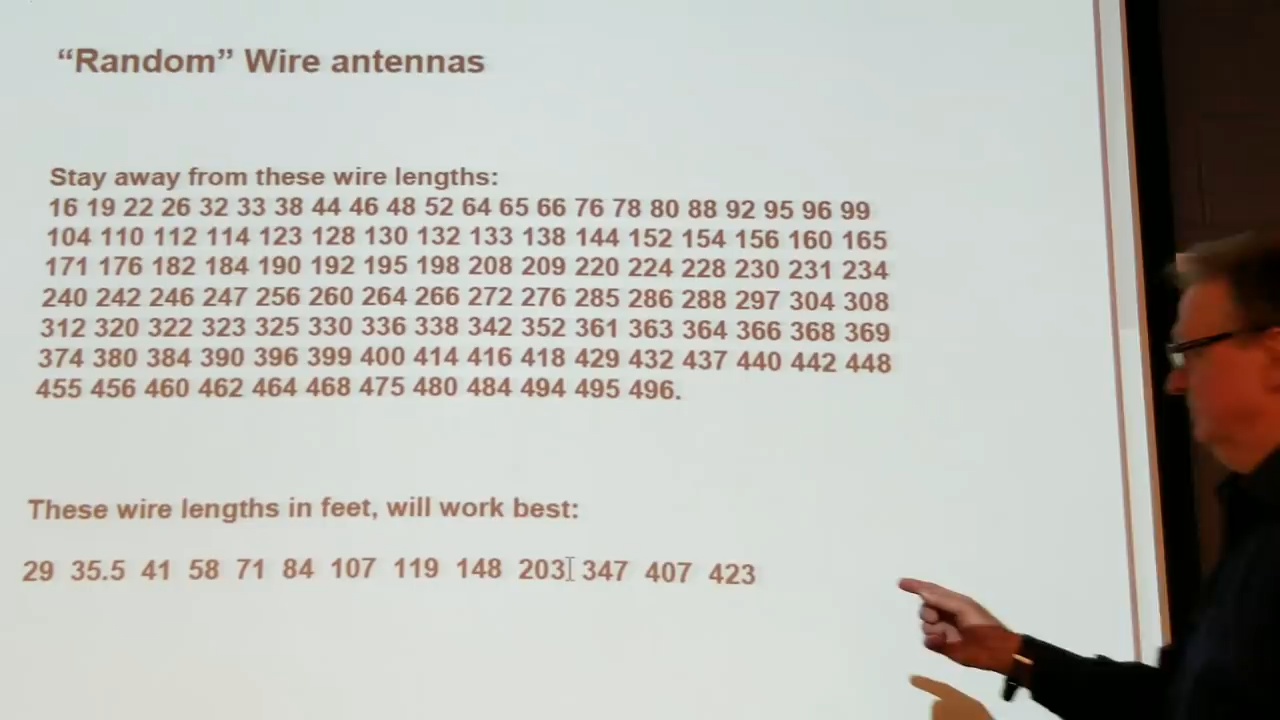 “Random” Wire antennas
Stay away from these wire lengths:
16 19 22 26 32 33 38 44 46 48 52 64 65 66 76 78 80 88 92 95 96 99
104 110 112 114 123 128 130 132 133 138 144 152 154 156 160 165
171 176 182 184 190 192 195 198 208 209 220 224 228 230 231 234
240 242 246 247 256 260 264 266 272 276 285 286 288 297 304 308
312 320 322 323 325 330 336 338 342 352 361 363 364 366 368 369
374 380 384 390 396 399 400 414 416 418 429 432 437 440 442 448
455 456 460 462 464 468 475 480 484 494 495 496.
These wire lengths in feet, will work best:
29 35.5 41 58 71 84 107 119 148 203 347 407 423